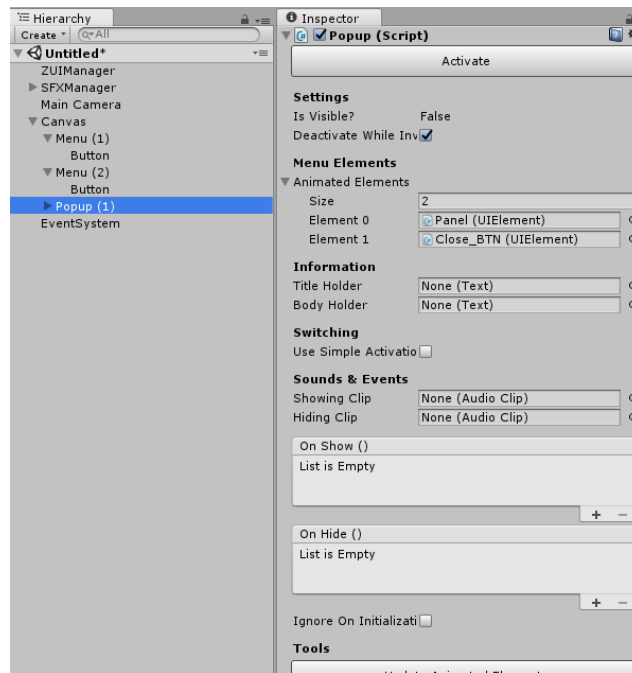 Hierarchy
Create
All
Untitled*
ZUIManager
SFXManager
Main Camera
Canvas
Menu (1)
Button
Menu (2)
Button
Popup (1)
EventSystem
Inspector
Popup (Script)
Activate
Settings
Is Visible? False
Deactivate While Inv
Menu Elements
Animated Elements
Size 2
Element 0 Panel (UIElement)
Element 1 Close_BTN (UIElement)
Information
Title Holder None (Text)
Body Holder None (Text)
Switching
Use Simple Activatio
Sounds & Events
Showing Clip None (Audio Clip)
Hiding Clip None (Audio Clip)
On Show ()
List is Empty
+ −
On Hide ()
List is Empty
+ −
Ignore On Initializati
Tools